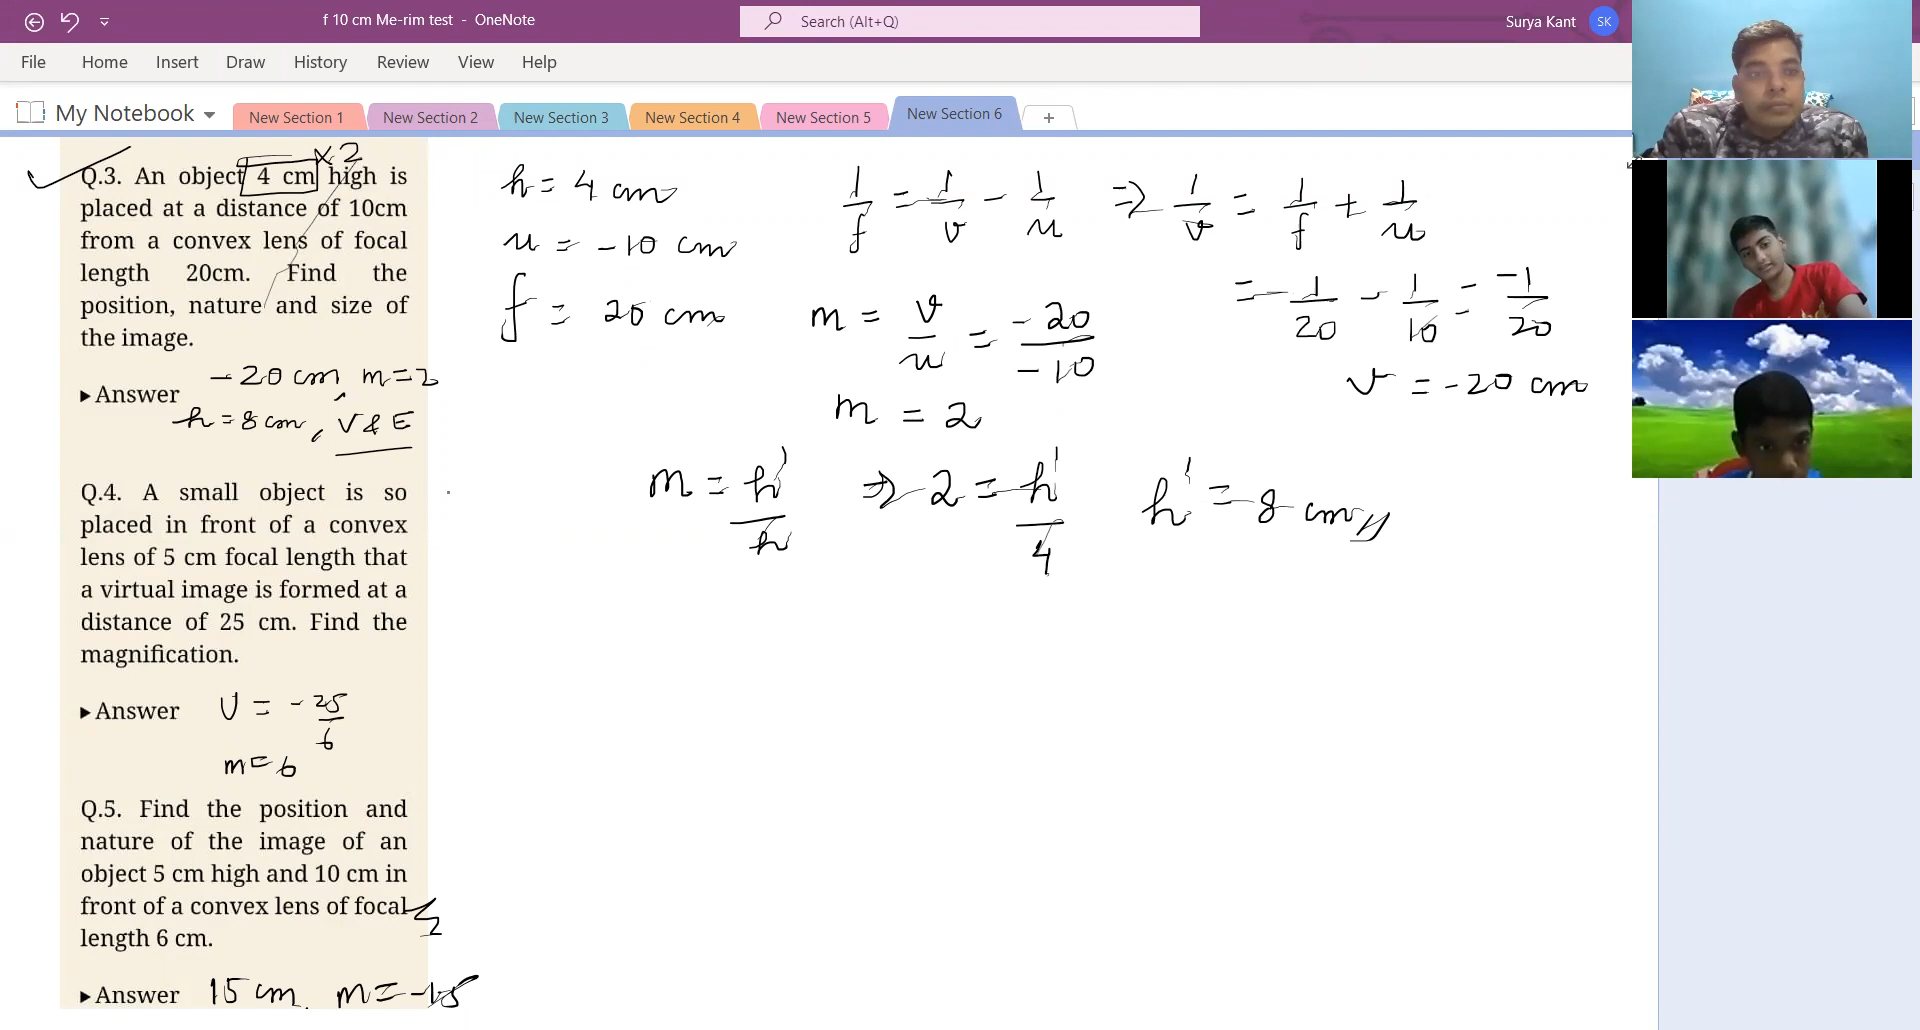 f 10 cm Me-rim test - OneNote
Search (Alt+Q)
Surya Kant SK
File Home Insert Draw History Review View Help
My Notebook New Section 1 New Section 2 New Section 3 New Section 4 New Section 5 New Section 6 +
×2
Q.3. An object 4 cm high is
placed at a distance of 10cm
from a convex lens of focal
length 20cm. Find the
position, nature and size of
the image.
▸Answer -20 cm, m=2
h=8cm, V & E
Q.4. A small object is so
placed in front of a convex
lens of 5 cm focal length that
a virtual image is formed at a
distance of 25 cm. Find the
magnification.
▸Answer U = -25/6
m=6
Q.5. Find the position and
nature of the image of an
object 5 cm high and 10 cm in
front of a convex lens of focal
length 6 cm.
▸Answer 15 cm, m=-1.5
h = 4 cm
u = -10 cm
f = 20 cm
1/f = 1/v - 1/u ⇒ 1/v = 1/f + 1/u
= 1/20 - 1/10 = -1/20
v = -20 cm
m = v/u = -20/-10
m = 2
m = h'/h ⇒ 2 = h'/4 h' = 8 cm